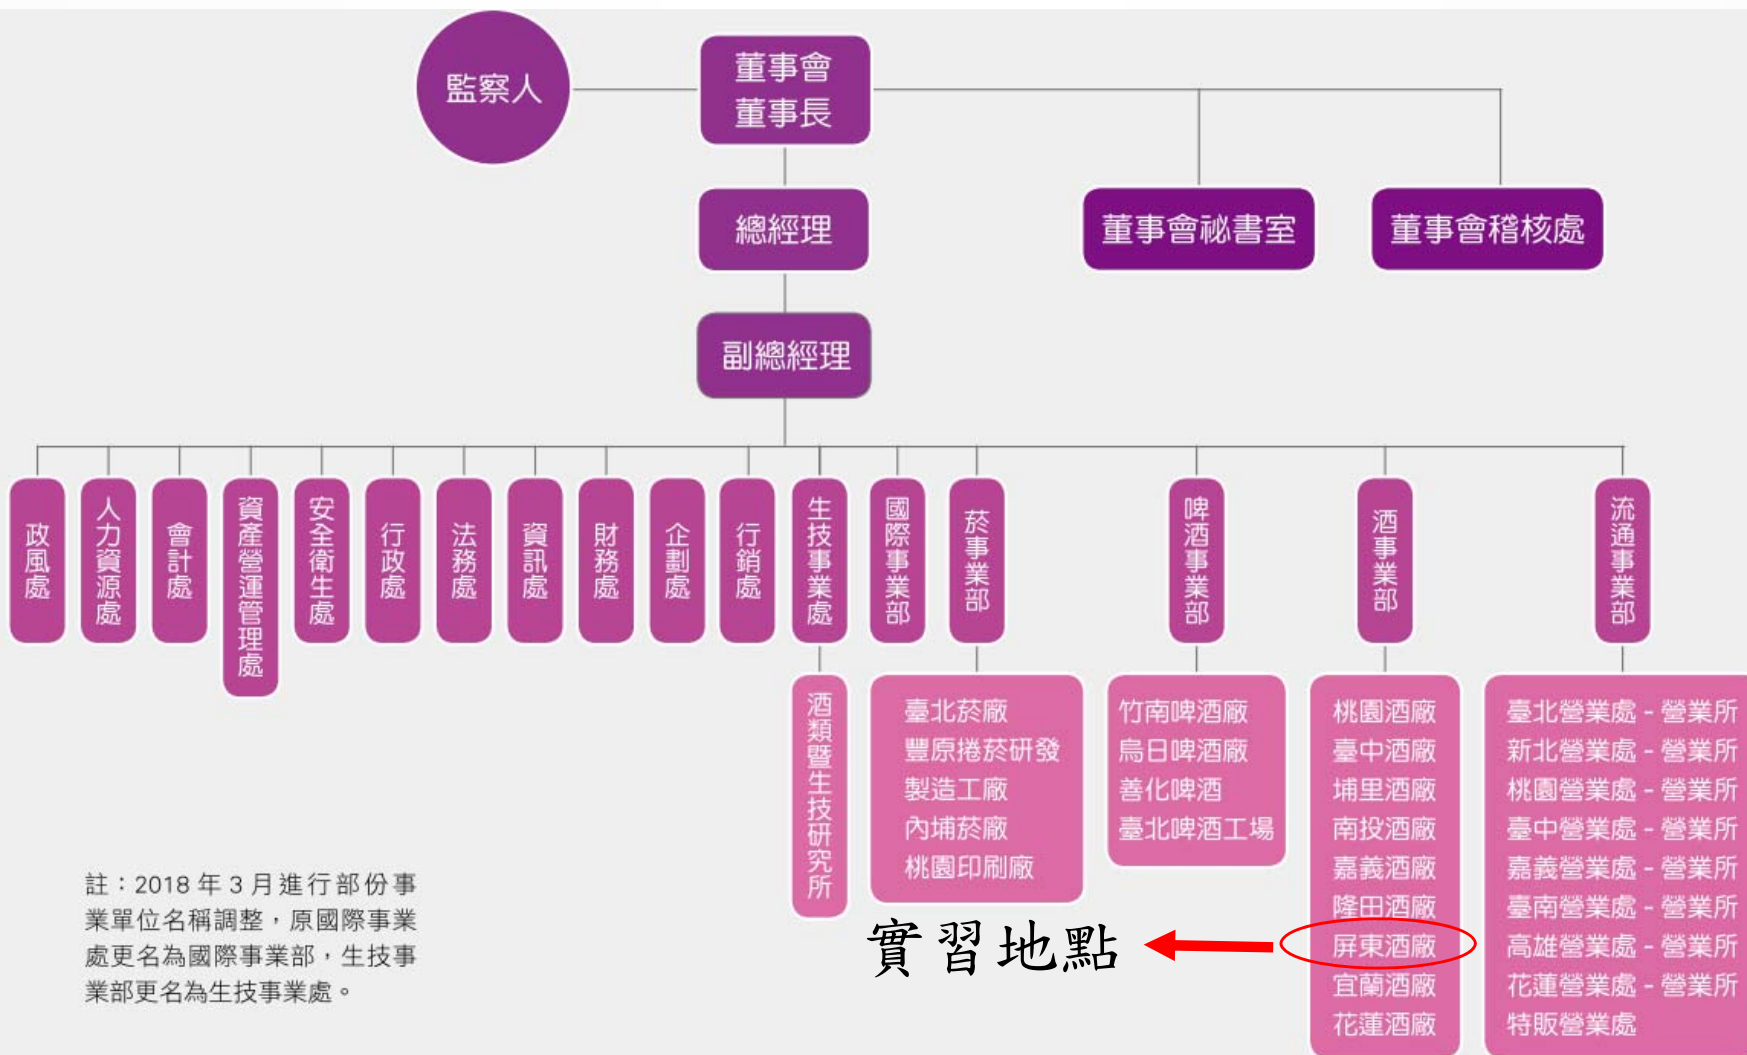 監察人
董事會
董事長
總經理
董事會祕書室
董事會稽核處
副總經理
政風處
人力資源處
會計處
資產營運管理處
安全衛生處
行政處
法務處
資訊處
財務處
企劃處
行銷處
生技事業處
國際事業部
菸事業部
啤酒事業部
酒事業部
流通事業部
酒類暨生技研究所
臺北菸廠
豐原捲菸研發
製造工廠
內埔菸廠
桃園印刷廠
竹南啤酒廠
烏日啤酒廠
善化啤酒
臺北啤酒工場
桃園酒廠
臺中酒廠
埔里酒廠
南投酒廠
嘉義酒廠
隆田酒廠
屏東酒廠
宜蘭酒廠
花蓮酒廠
臺北營業處 - 營業所
新北營業處 - 營業所
桃園營業處 - 營業所
臺中營業處 - 營業所
嘉義營業處 - 營業所
臺南營業處 - 營業所
高雄營業處 - 營業所
花蓮營業處 - 營業所
特販營業處
實習地點
註：2018 年 3 月進行部份事
業單位名稱調整，原國際事業
處更名為國際事業部，生技事
業部更名為生技事業處。